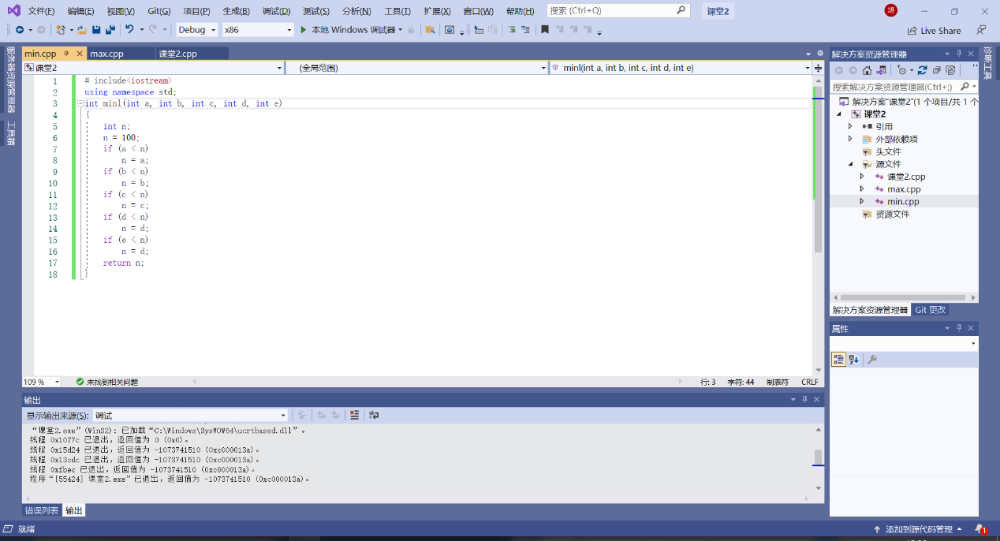 文件(F) 编辑(E) 视图(V) Git(G) 项目(P) 生成(B) 调试(D) 测试(S) 分析(N) 工具(T) 扩展(X) 窗口(W) 帮助(H) 搜索 (Ctrl+Q) 课堂2 培
Debug x86 本地 Windows 调试器 Live Share
服务器资源管理器
工具箱
min.cpp max.cpp 课堂2.cpp
课堂2 (全局范围) minl(int a, int b, int c, int d, int e)
1 # include<iostream>
2 using namespace std;
3 int minl(int a, int b, int c, int d, int e)
4 {
5 int n;
6 n = 100;
7 if (a < n)
8 n = a;
9 if (b < n)
10 n = b;
11 if (c < n)
12 n = c;
13 if (d < n)
14 n = d;
15 if (e < n)
16 n = d;
17 return n;
18 }
109 % 未找到相关问题 行: 3 字符: 44 制表符 CRLF
输出
显示输出来源(S): 调试
“课堂2.exe”(Win32): 已加载“C:\Windows\SysWOW64\ucrtbased.dll”。
线程 0x1077c 已退出，返回值为 0 (0x0)。
线程 0x15d24 已退出，返回值为 -1073741510 (0xc000013a)。
线程 0x13cdc 已退出，返回值为 -1073741510 (0xc000013a)。
线程 0xfbec 已退出，返回值为 -1073741510 (0xc000013a)。
程序“[55424] 课堂2.exe”已退出，返回值为 -1073741510 (0xc000013a)。
错误列表 输出
解决方案资源管理器
搜索解决方案资源管理器(Ctrl+;)
解决方案"课堂2"(1 个项目/共 1 个
课堂2
引用
外部依赖项
头文件
源文件
课堂2.cpp
max.cpp
min.cpp
资源文件
解决方案资源管理器 Git 更改
属性
诊断工具
就绪 添加到源代码管理 1